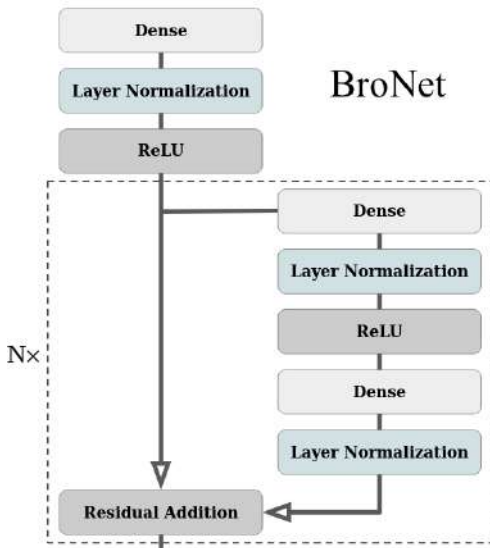 Dense
Layer Normalization
BroNet
ReLU
Dense
Layer Normalization
ReLU
N×
Dense
Layer Normalization
Residual Addition